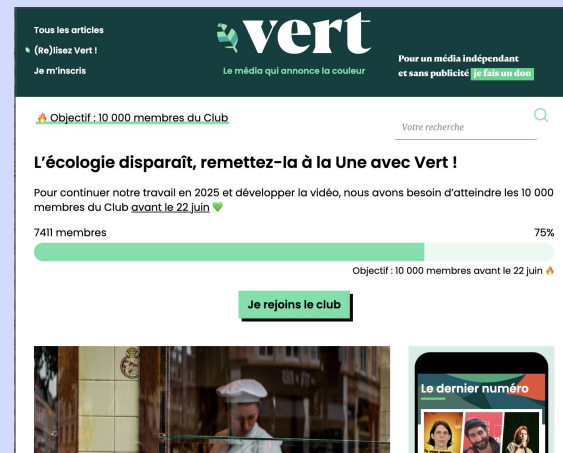 Tous les articles
(Re)lisez Vert !
Je m'inscris
vert
Le média qui annonce la couleur
Pour un média indépendant
et sans publicité je fais un don
🔥 Objectif : 10 000 membres du Club
Votre recherche
L'écologie disparaît, remettez-la à la Une avec Vert !
Pour continuer notre travail en 2025 et développer la vidéo, nous avons besoin d'atteindre les 10 000
membres du Club avant le 22 juin 💚
7411 membres
75%
Objectif : 10 000 membres avant le 22 juin 🔥
Je rejoins le club
Le dernier numéro